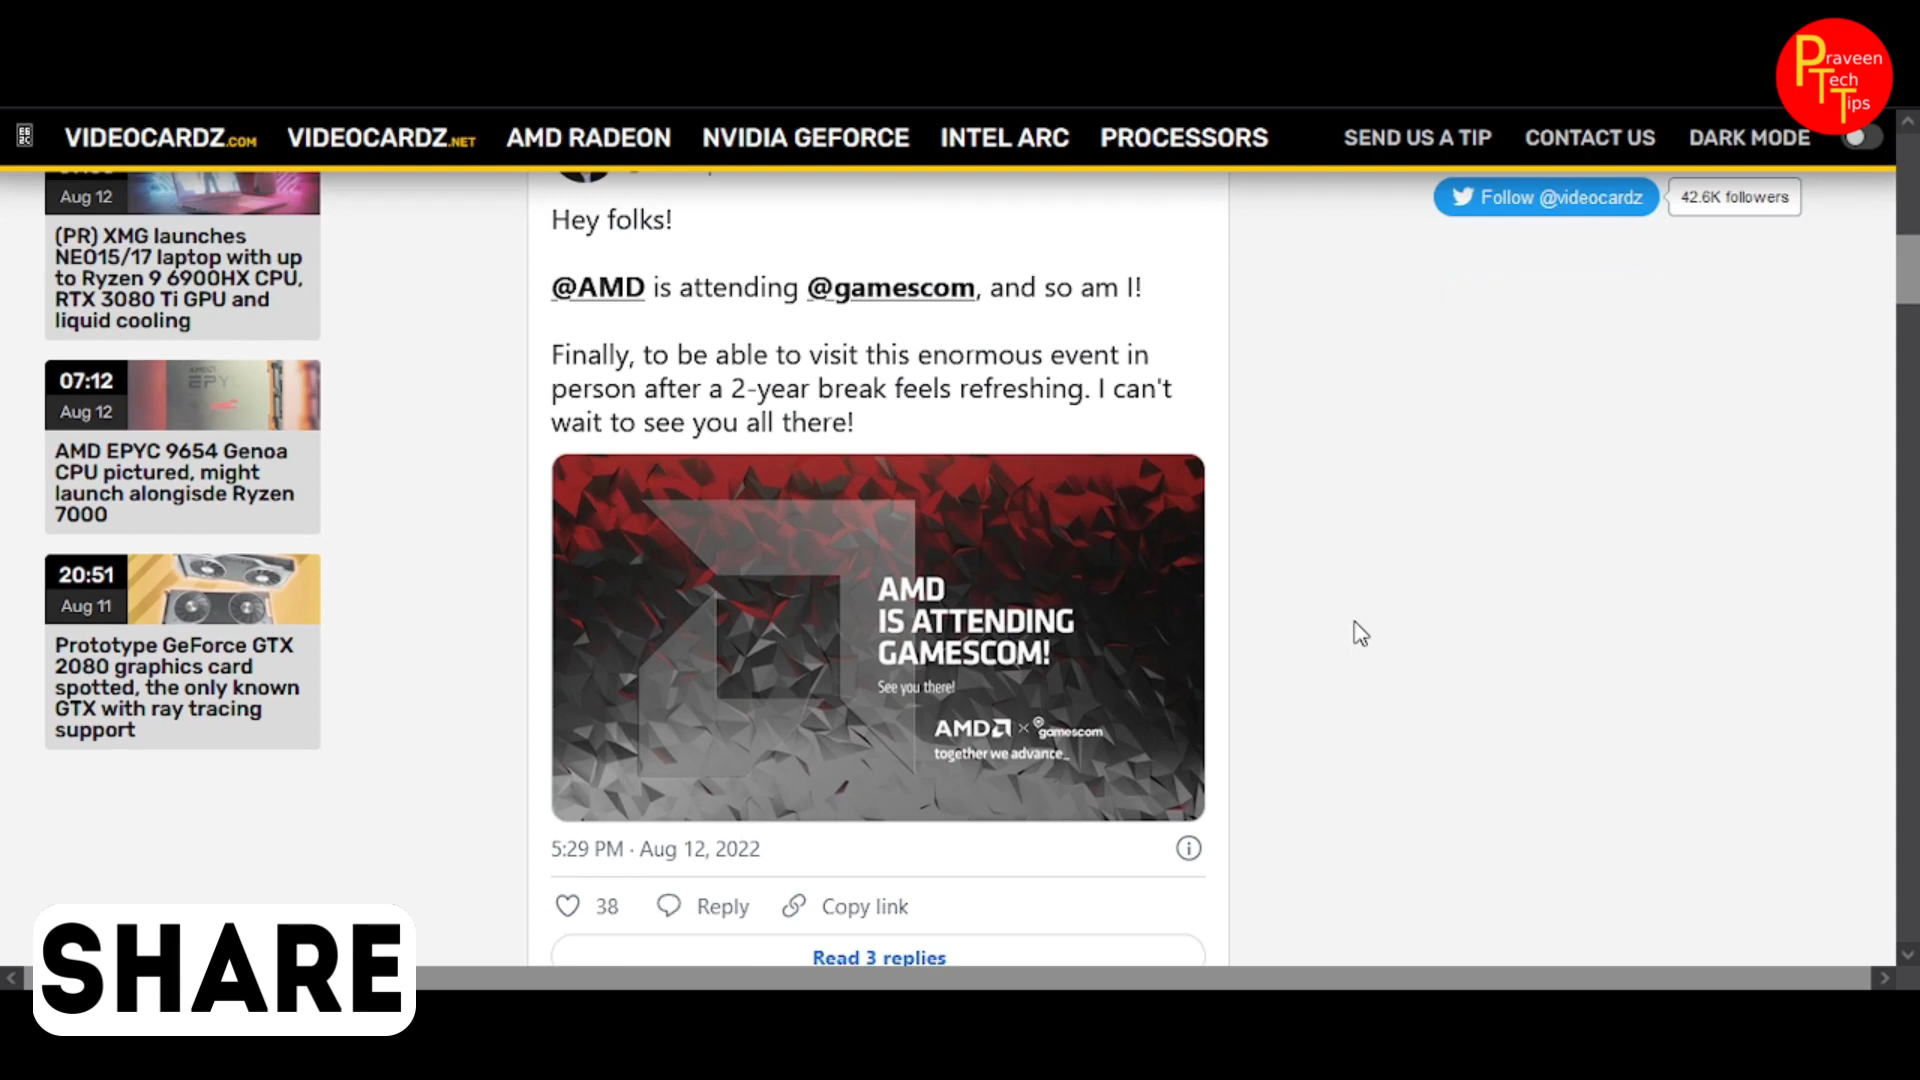 Praveen
Tech
Tips
VIDEOCARDZ.COM VIDEOCARDZ.NET AMD RADEON NVIDIA GEFORCE INTEL ARC PROCESSORS SEND US A TIP CONTACT US DARK MODE
Aug 12
(PR) XMG launches
NEO15/17 laptop with up
to Ryzen 9 6900HX CPU,
RTX 3080 Ti GPU and
liquid cooling
07:12
Aug 12
AMD EPYC 9654 Genoa
CPU pictured, might
launch alongisde Ryzen
7000
20:51
Aug 11
Prototype GeForce GTX
2080 graphics card
spotted, the only known
GTX with ray tracing
support
Hey folks!
@AMD is attending @gamescom, and so am I!
Finally, to be able to visit this enormous event in
person after a 2-year break feels refreshing. I can't
wait to see you all there!
AMD
IS ATTENDING
GAMESCOM!
See you there!
AMD × gamescom
together we advance_
5:29 PM · Aug 12, 2022
38 Reply Copy link
Read 3 replies
Follow @videocardz 42.6K followers
SHARE